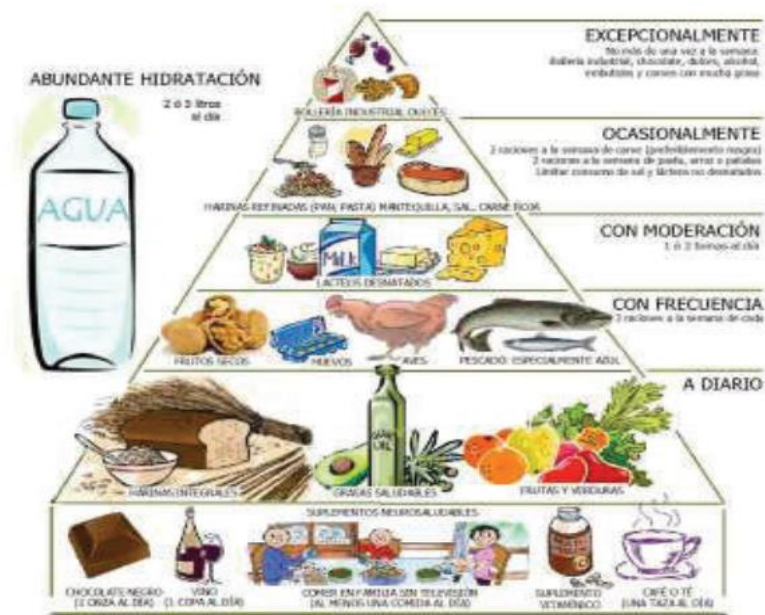 EXCEPCIONALMENTE
No más de una vez a la semana.
Bollería industrial, chocolate, dulces, alcohol,
embutidos y carnes con mucha grasa
ABUNDANTE HIDRATACIÓN
2 ó 3 litros
al día
AGUA
BOLLERÍA INDUSTRIAL DULCES
OCASIONALMENTE
2 raciones a la semana de carne (preferiblemente magra)
2 raciones a la semana de pasta, arroz o patatas
Limitar consumo de sal y lácteos no desnatados
HARINAS REFINADAS (PAN, PASTA) MANTEQUILLA, SAL, CARNE ROJA
CON MODERACIÓN
1 ó 2 tomas al día
Milk
LACTEOS DESNATADOS
CON FRECUENCIA
3 raciones a la semana de cada
FRUTOS SECOS
HUEVOS
AVES
PESCADO: ESPECIALMENTE AZUL
A DIARIO
OIL
HARINAS INTEGRALES
GRASAS SALUDABLES
FRUTAS Y VERDURAS
SUPLEMENTOS NEUROSALUDABLES
CHOCOLATE NEGRO
(1 ONZA AL DÍA)
VINO
(1 COPA AL DÍA)
COMER EN FAMILIA SIN TELEVISIÓN
(AL MENOS UNA COMIDA AL DÍA)
SUPLEMENTO
VITAMÍNICO
CAFÉ O TÉ
(UNA TAZA AL DÍA)